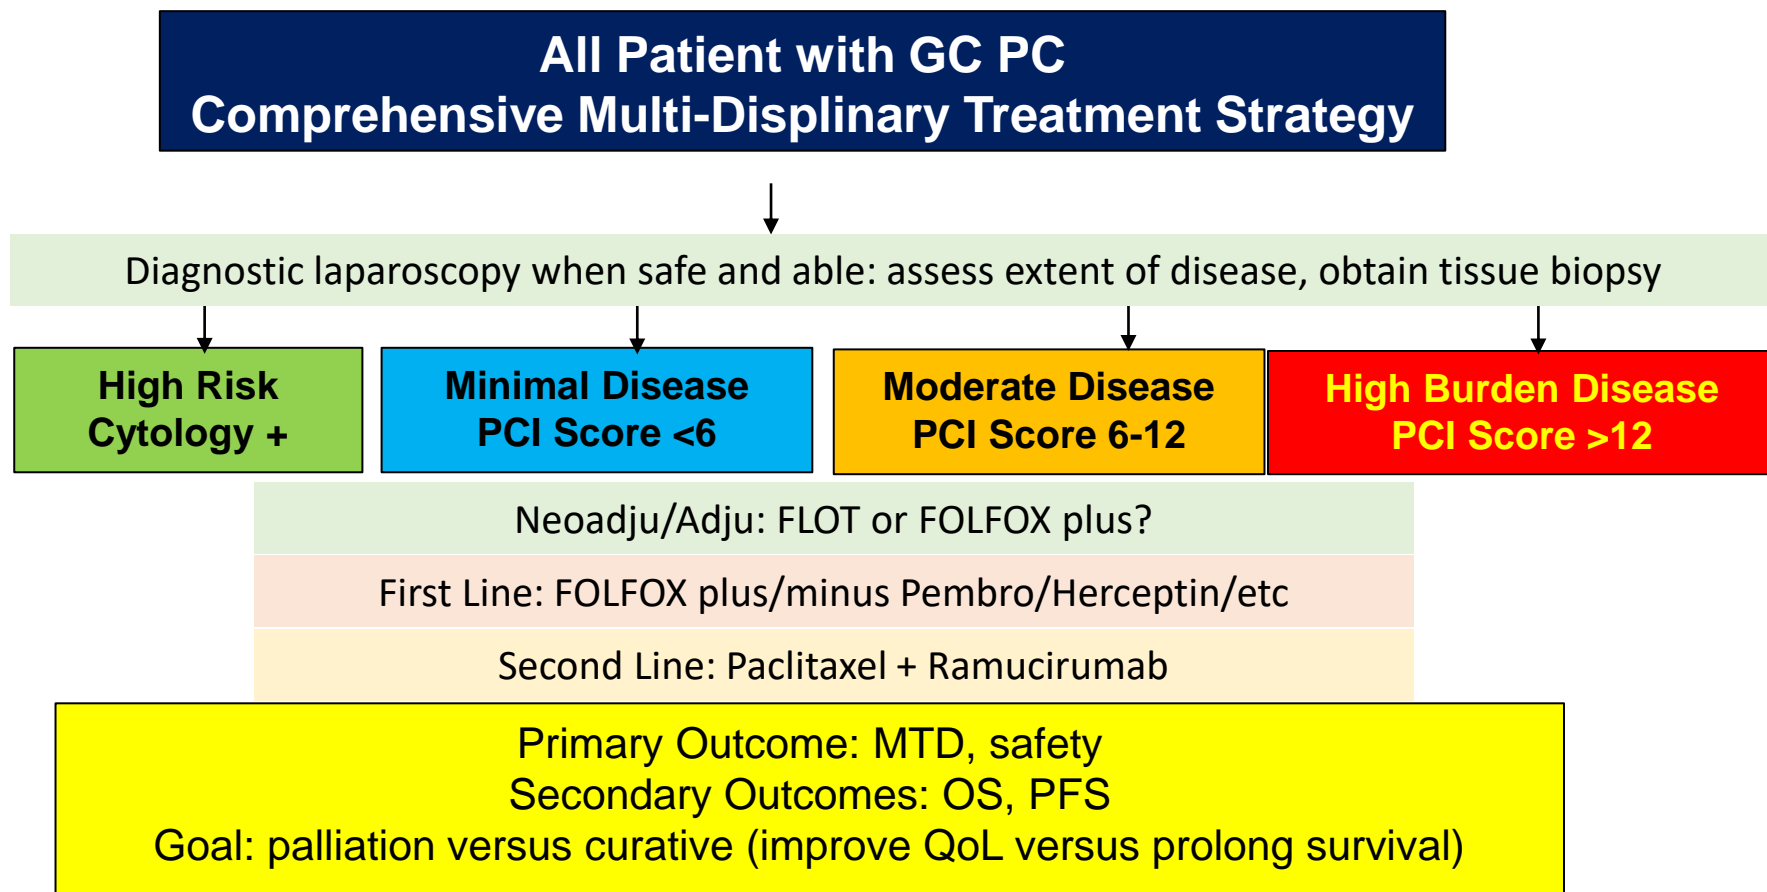 All Patient with GC PC
Comprehensive Multi-Displinary Treatment Strategy
Diagnostic laparoscopy when safe and able: assess extent of disease, obtain tissue biopsy
High Risk
Cytology +
Minimal Disease
PCI Score <6
Moderate Disease
PCI Score 6-12
High Burden Disease
PCI Score >12
Neoadju/Adju: FLOT or FOLFOX plus?
First Line: FOLFOX plus/minus Pembro/Herceptin/etc
Second Line: Paclitaxel + Ramucirumab
Primary Outcome: MTD, safety
Secondary Outcomes: OS, PFS
Goal: palliation versus curative (improve QoL versus prolong survival)